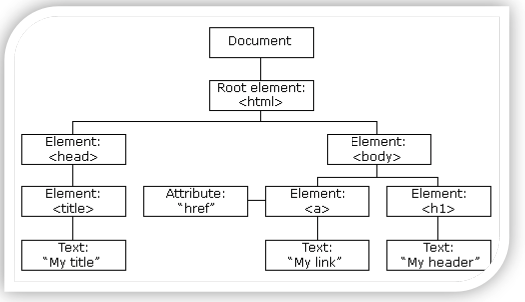 Document
Root element:
<html>
Element:
<head>
Element:
<body>
Element:
<title>
Attribute:
"href"
Element:
<a>
Element:
<h1>
Text:
"My title"
Text:
"My link"
Text:
"My header"